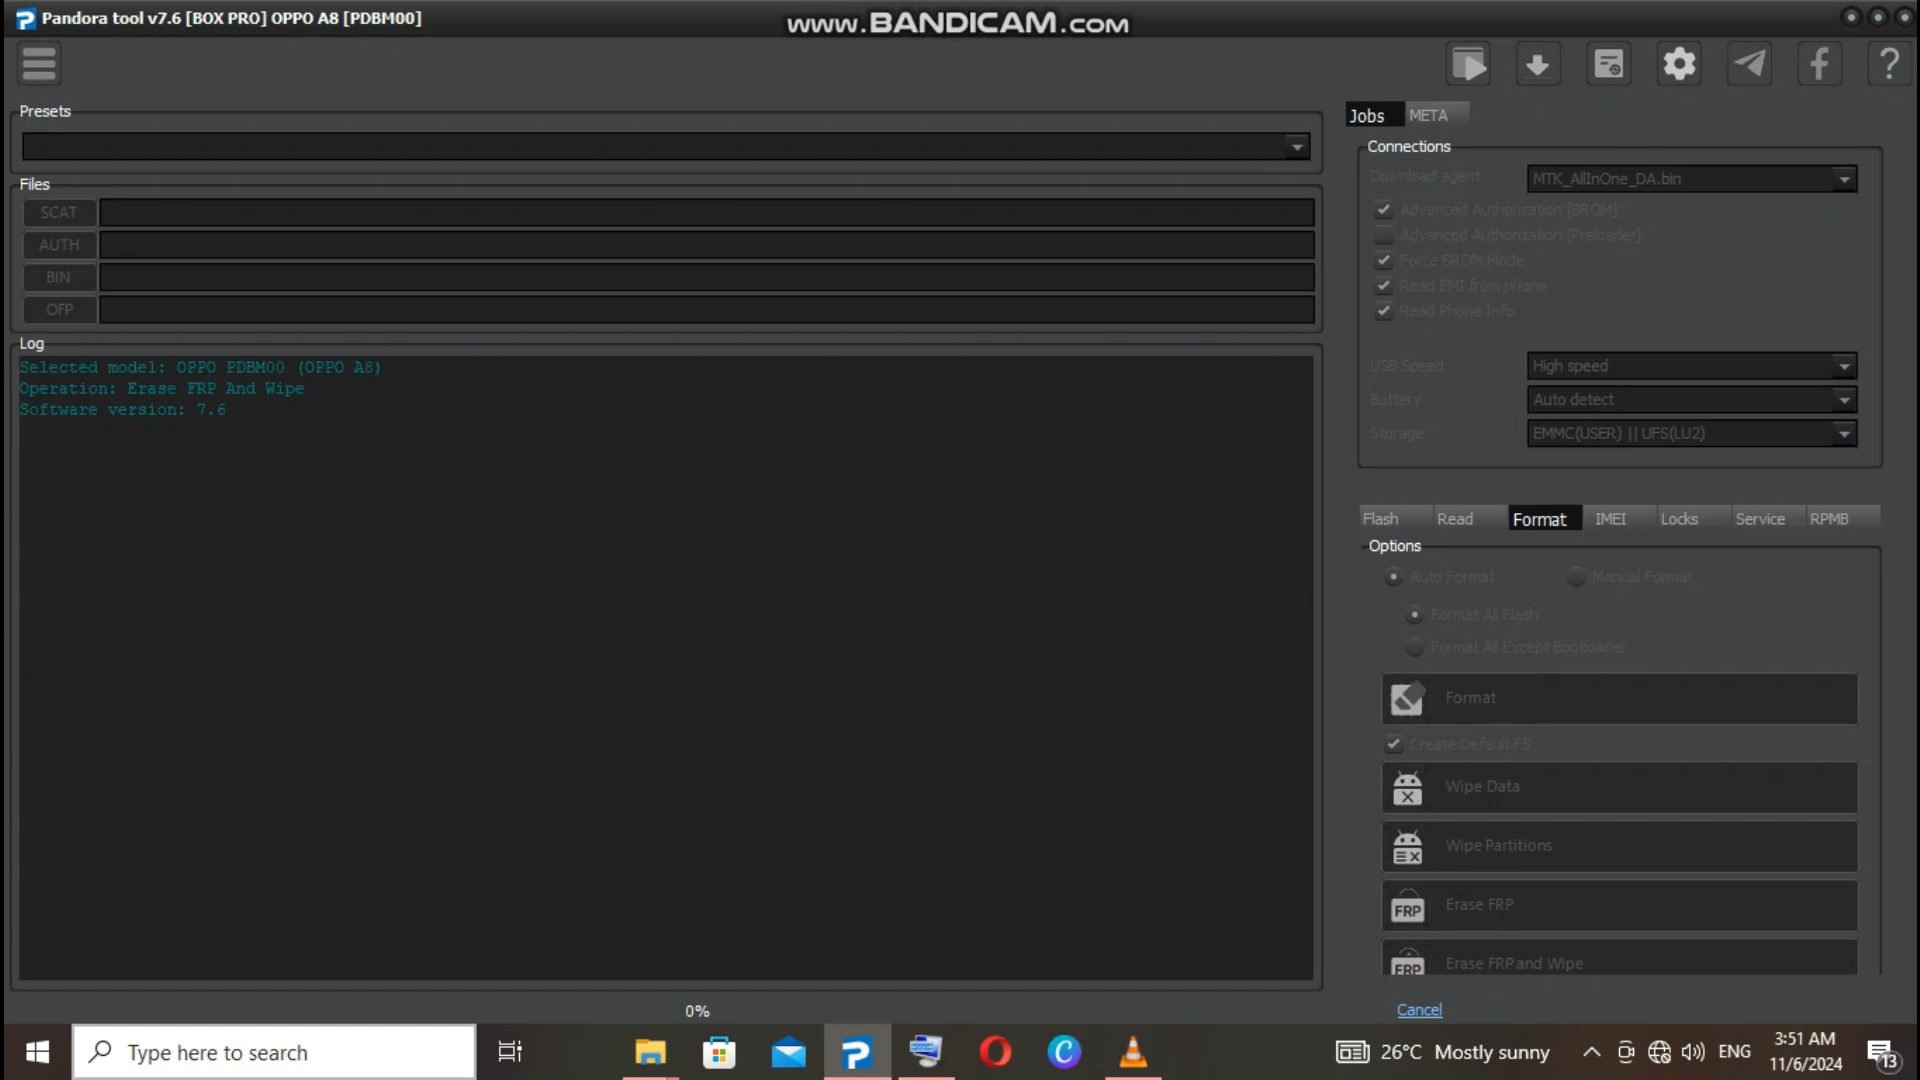 Pandora tool v7.6 [BOX PRO] OPPO A8 [PDBM00]
www.BANDICAM.com
Presets
Files
SCAT
AUTH
BIN
OFP
Log
Selected model: OPPO PDBM00 (OPPO A8)
Operation: Erase FRP And Wipe
Software version: 7.6
0%
Jobs META
Connections
Download agent MTK_AllInOne_DA.bin
Advanced Authorization [BROM]
Advanced Authorization [Preloader]
Force BROM Mode
Read EMI from phone
Read Phone Info
USB Speed High speed
Battery Auto detect
Storage EMMC(USER) || UFS(LU2)
Flash Read Format IMEI Locks Service RPMB
Options
Auto Format Manual Format
Format All Flash
Format All Except Bootloader
Format
Create Default FS
Wipe Data
Wipe Partitions
FRP Erase FRP
FRP Erase FRP and Wipe
Cancel
Type here to search
26°C Mostly sunny
ENG
3:51 AM
11/6/2024
13